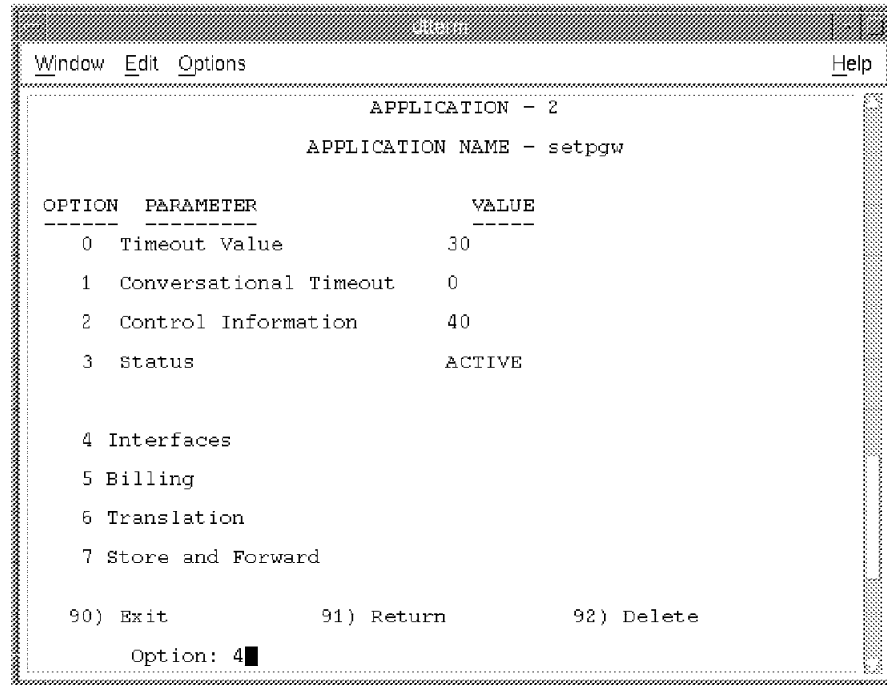 dtterm
Window Edit Options Help
APPLICATION - 2
APPLICATION NAME - setpgw
OPTION PARAMETER VALUE
------ --------- -----
0 Timeout Value 30
1 Conversational Timeout 0
2 Control Information 40
3 Status ACTIVE
4 Interfaces
5 Billing
6 Translation
7 Store and Forward
90) Exit 91) Return 92) Delete
Option: 4